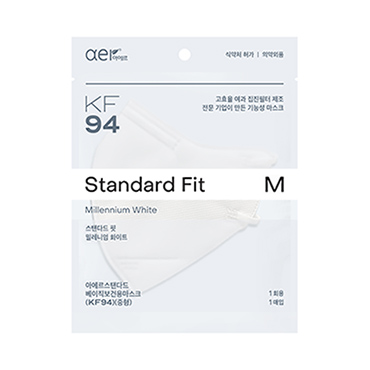 aer 아에르
식약처 허가 | 의약외품
KF
94
고효율 여과 집진필터 제조
전문 기업이 만든 기능성 마스크
Standard Fit M
Millennium White
스탠다드 핏
밀레니엄 화이트
아에르스탠다드
베이직보건용마스크
(KF94)(중형)
1회용
1매입